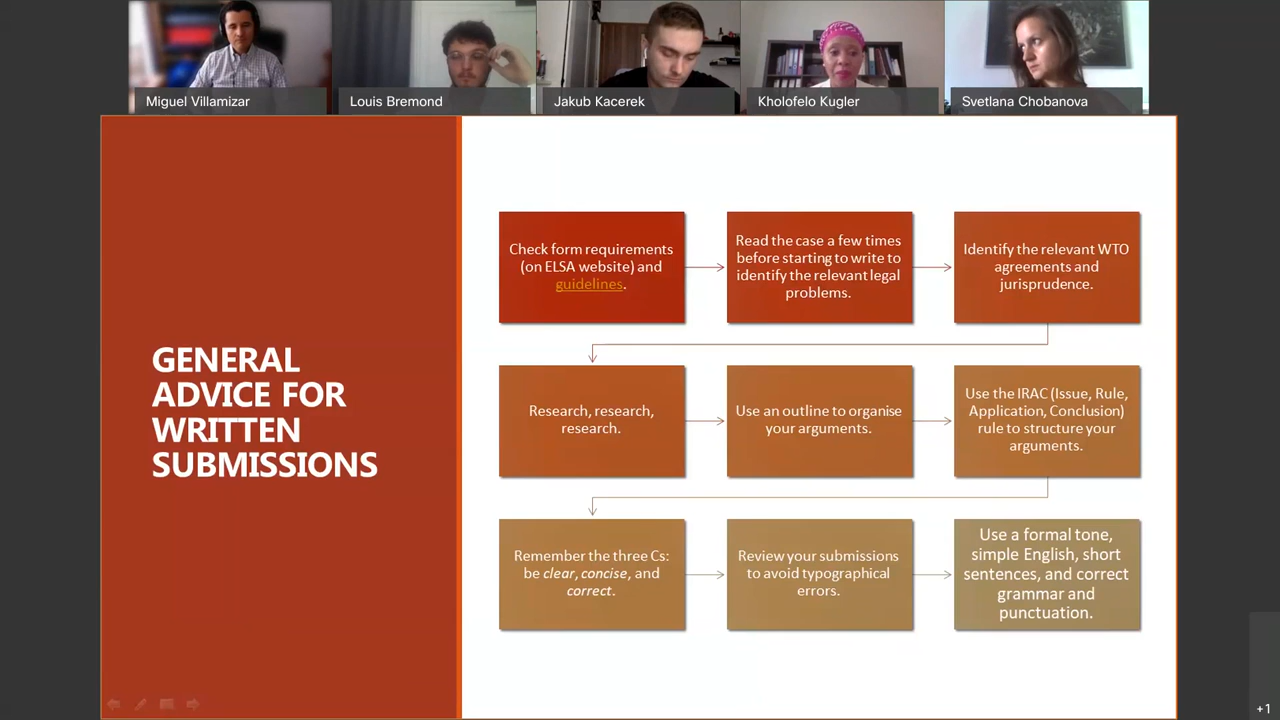 Miguel Villamizar
Louis Bremond
Jakub Kacerek
Kholofelo Kugler
Svetlana Chobanova
GENERAL
ADVICE FOR
WRITTEN
SUBMISSIONS
Check form requirements
(on ELSA website) and
guidelines.
Read the case a few times
before starting to write to
identify the relevant legal
problems.
Identify the relevant WTO
agreements and
jurisprudence.
Research, research,
research.
Use an outline to organise
your arguments.
Use the IRAC (Issue, Rule,
Application, Conclusion)
rule to structure your
arguments.
Remember the three Cs:
be clear, concise, and
correct.
Review your submissions
to avoid typographical
errors.
Use a formal tone,
simple English, short
sentences, and correct
grammar and
punctuation.
+1